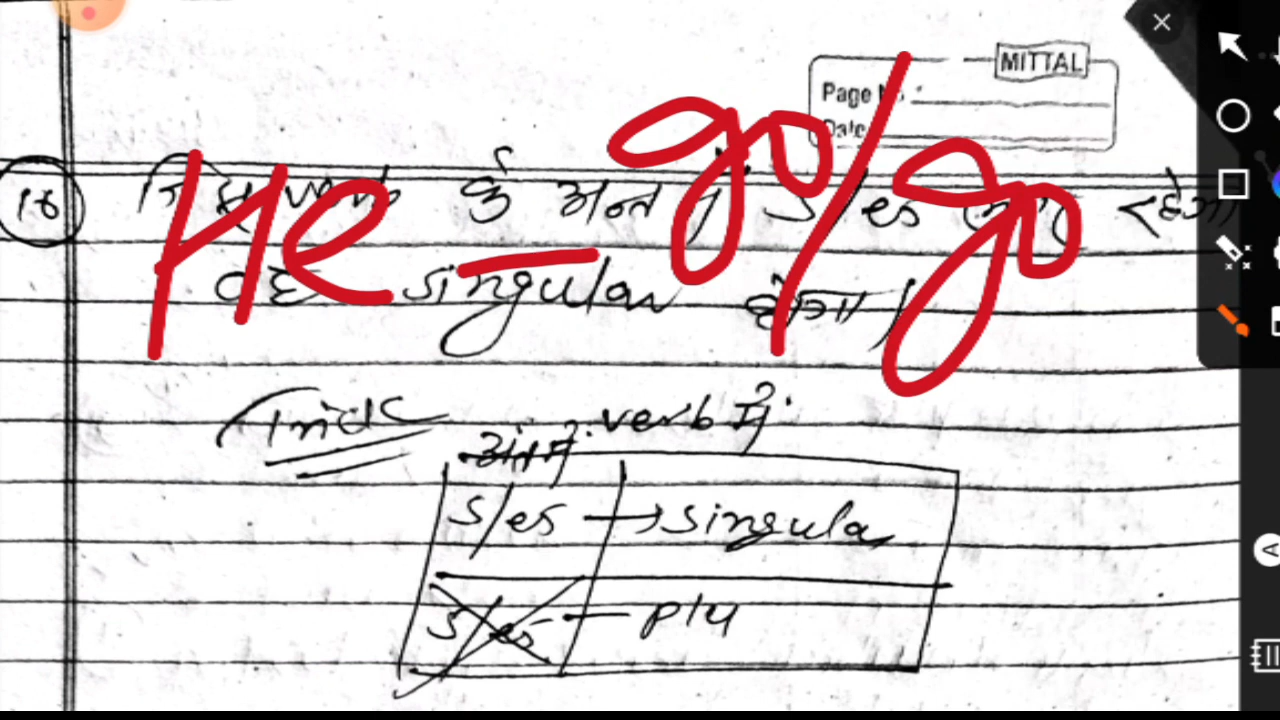 MITTAL
Page No.
Date
He — go/go
16 जिस verb के अन्त में s/es लगा रहेगा
वह singular होगा।
Trick
अंत में verb में
s/es → singular
s/es — plu